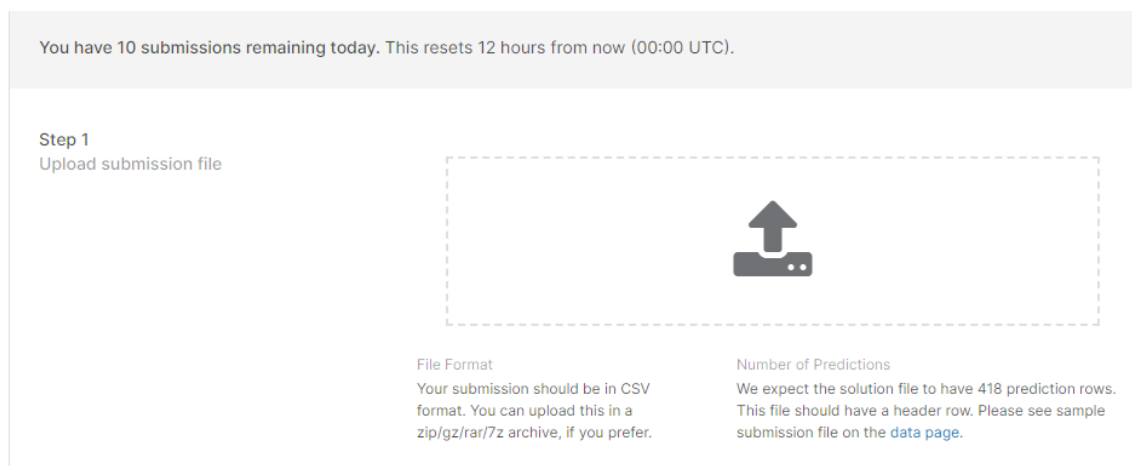 You have 10 submissions remaining today. This resets 12 hours from now (00:00 UTC).
Step 1
Upload submission file
File Format
Your submission should be in CSV
format. You can upload this in a
zip/gz/rar/7z archive, if you prefer.
Number of Predictions
We expect the solution file to have 418 prediction rows.
This file should have a header row. Please see sample
submission file on the data page.